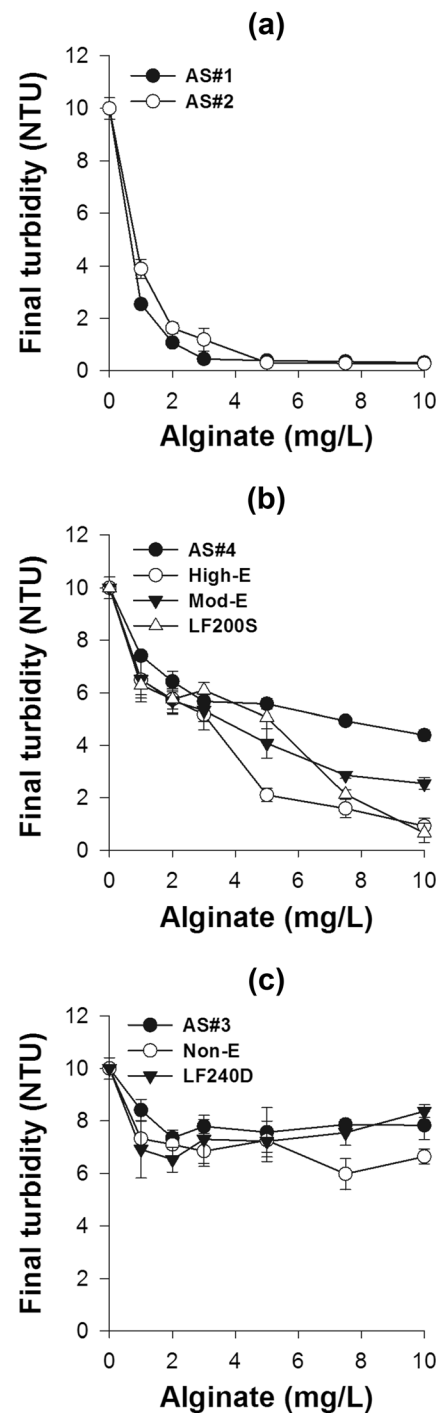 (a)
Final turbidity (NTU)
12
10
8
6
4
2
0
AS#1
AS#2
0 2 4 6 8 10
Alginate (mg/L)
(b)
Final turbidity (NTU)
12
10
8
6
4
2
0
AS#4
High-E
Mod-E
LF200S
0 2 4 6 8 10
Alginate (mg/L)
(c)
Final turbidity (NTU)
12
10
8
6
4
2
0
AS#3
Non-E
LF240D
0 2 4 6 8 10
Alginate (mg/L)